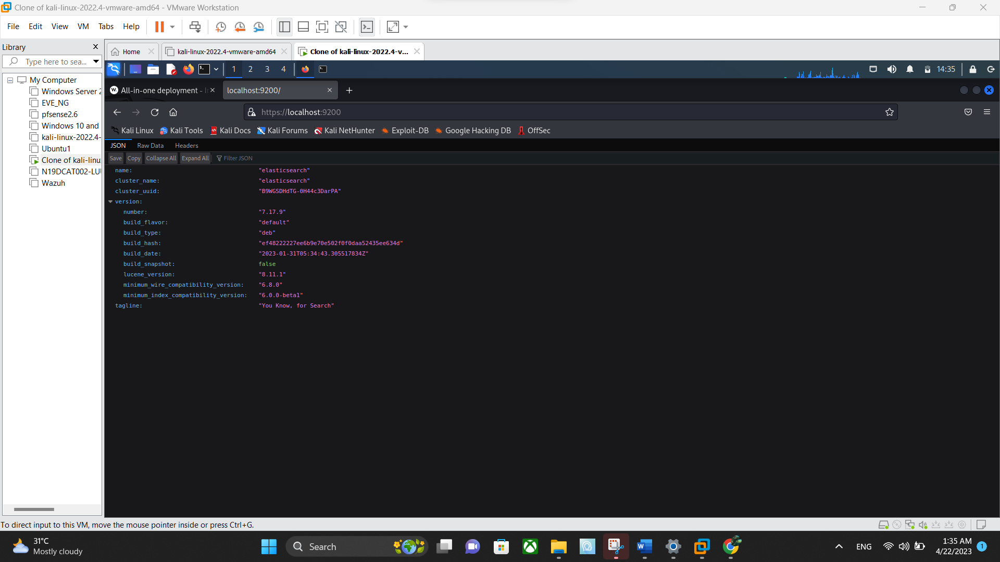 Clone of kali-linux-2022.4-vmware-amd64 - VMware Workstation
File Edit View VM Tabs Help
Library
Type here to sea...
My Computer
Windows Server 2
EVE_NG
pfsense2.6
Windows 10 and
kali-linux-2022.4-
Ubuntu1
Clone of kali-linu
N19DCAT002-LU
Wazuh
Home
kali-linux-2022.4-vmware-amd64
Clone of kali-linux-2022.4-v...
1 2 3 4
14:35
All-in-one deployment - I
localhost:9200/
https://localhost:9200
Kali Linux Kali Tools Kali Docs Kali Forums Kali NetHunter Exploit-DB Google Hacking DB OffSec
JSON Raw Data Headers
Save Copy Collapse All Expand All Filter JSON
name: "elasticsearch"
cluster_name: "elasticsearch"
cluster_uuid: "B9WGSDHdTG-0H44c3DarPA"
version:
number: "7.17.9"
build_flavor: "default"
build_type: "deb"
build_hash: "ef48222227ee6b9e70e502f0f0daa52435ee634d"
build_date: "2023-01-31T05:34:43.305517834Z"
build_snapshot: false
lucene_version: "8.11.1"
minimum_wire_compatibility_version: "6.8.0"
minimum_index_compatibility_version: "6.0.0-beta1"
tagline: "You Know, for Search"
To direct input to this VM, move the mouse pointer inside or press Ctrl+G.
31°C
Mostly cloudy
Search
ENG
1:35 AM
4/22/2023
1